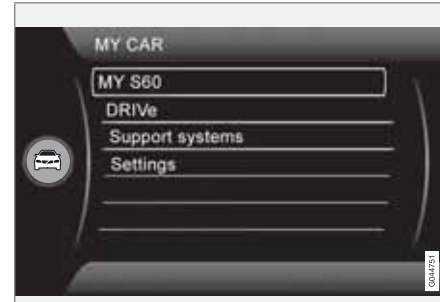 MY CAR
MY S60
DRIVe
Support systems
Settings
G044751